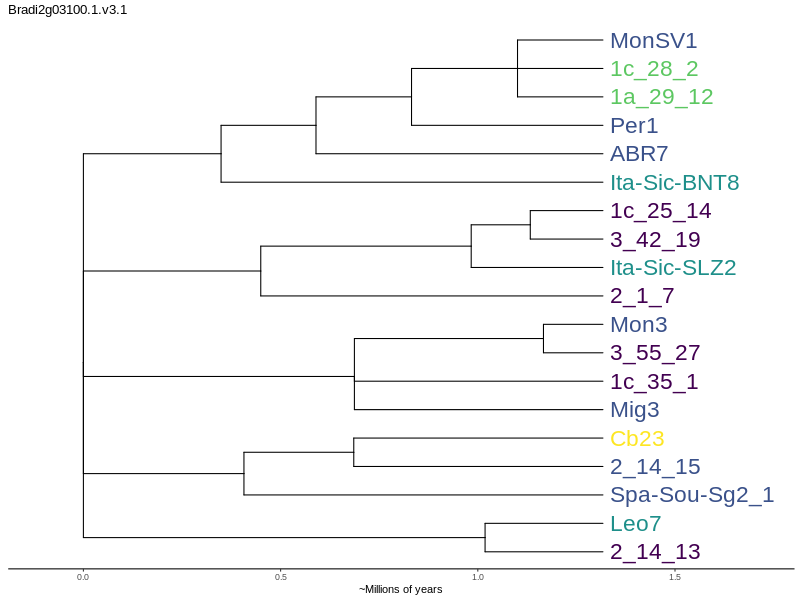 Bradi2g03100.1.v3.1
MonSV1
1c_28_2
1a_29_12
Per1
ABR7
Ita-Sic-BNT8
1c_25_14
3_42_19
Ita-Sic-SLZ2
2_1_7
Mon3
3_55_27
1c_35_1
Mig3
Cb23
2_14_15
Spa-Sou-Sg2_1
Leo7
2_14_13
0.0 0.5 1.0 1.5
~Millions of years